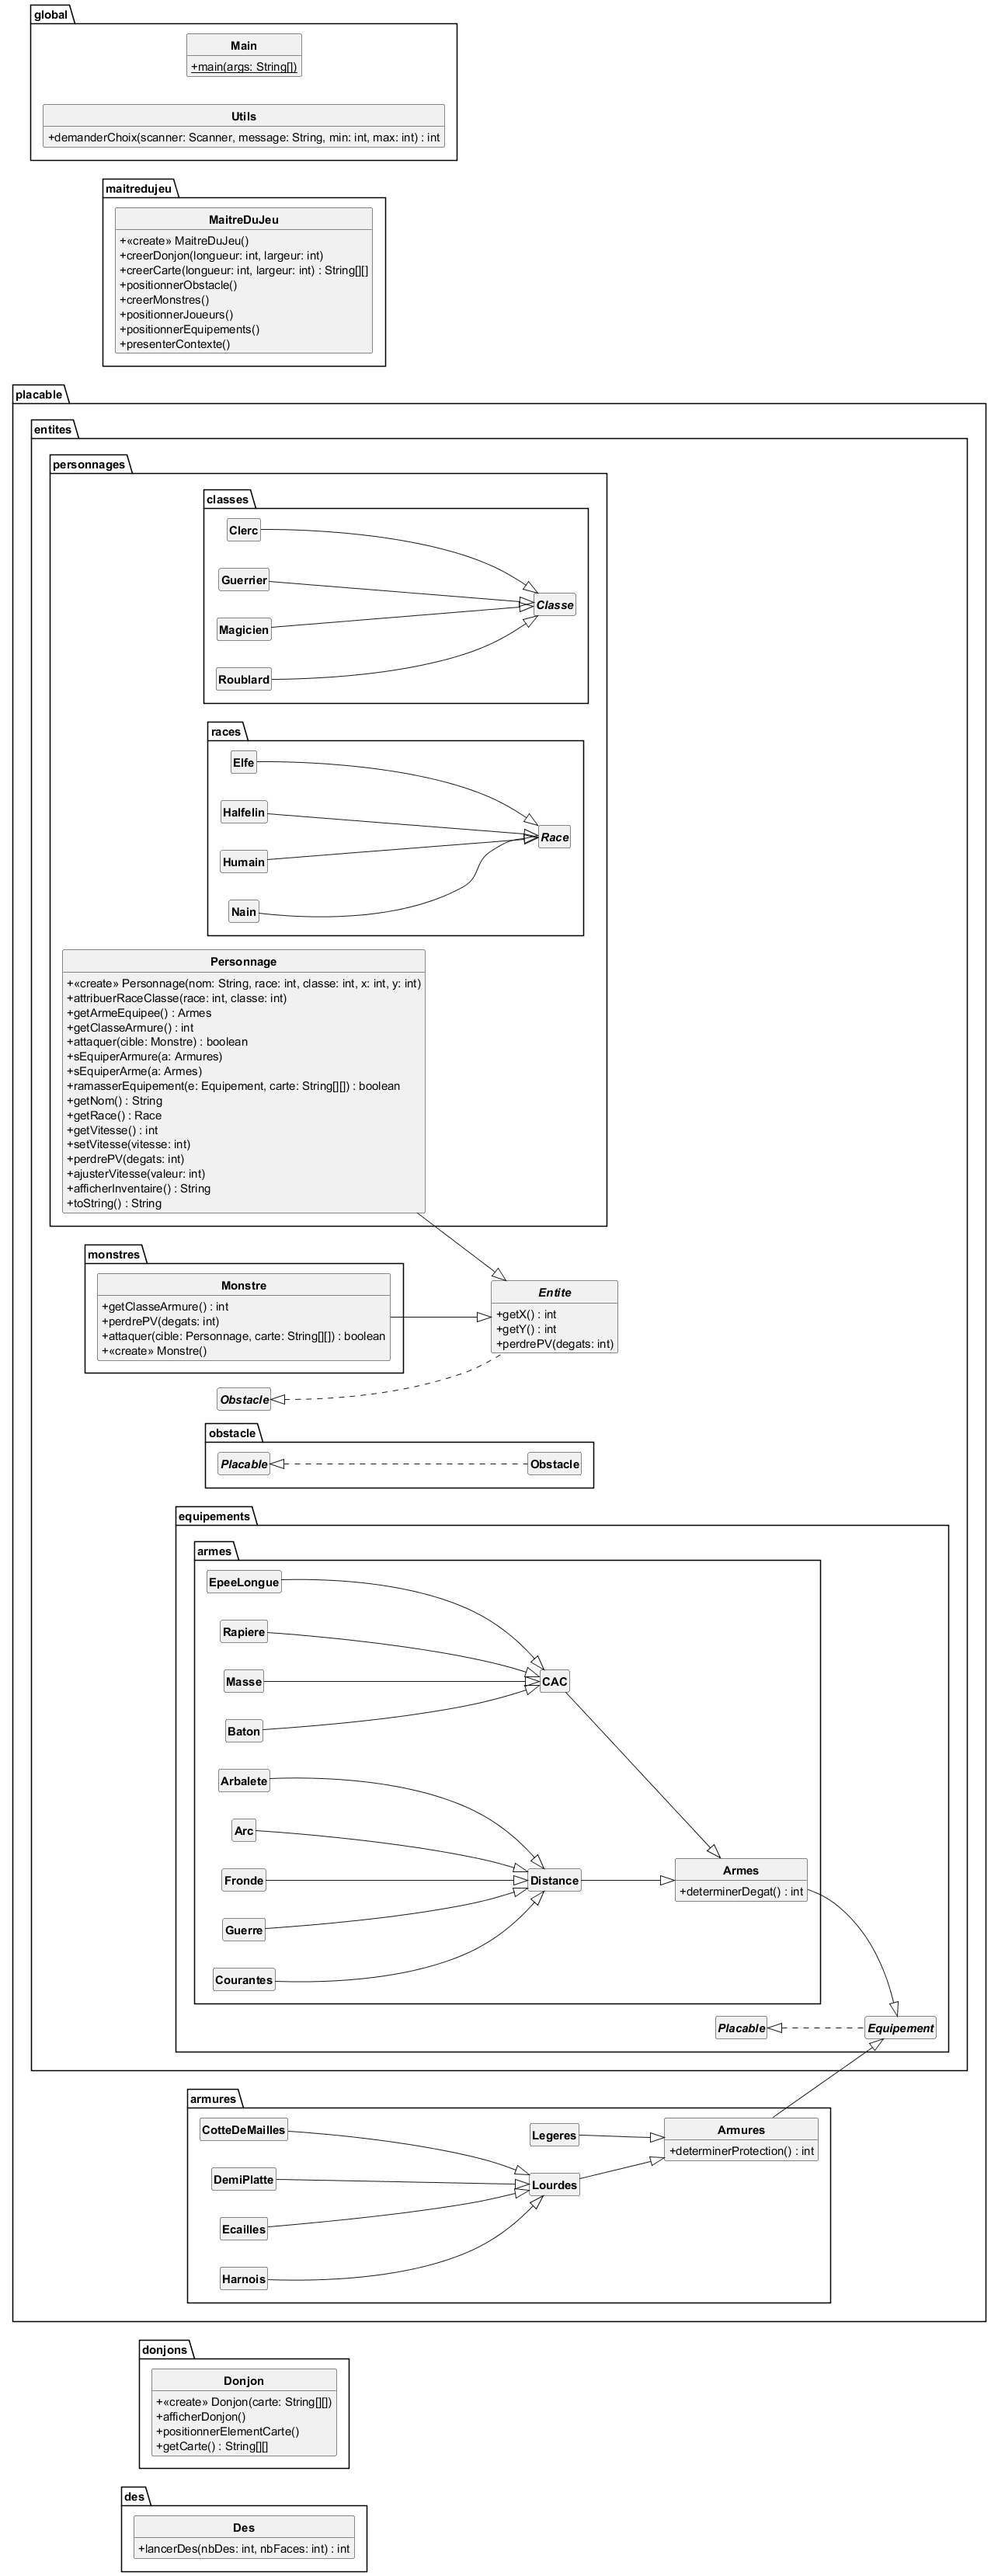 global
Main
+main(args: String[])
Utils
+demanderChoix(scanner: Scanner, message: String, min: int, max: int) : int
maitredujeu
MaitreDuJeu
+«create» MaitreDuJeu()
+creerDonjon(longueur: int, largeur: int)
+creerCarte(longueur: int, largeur: int) : String[][]
+positionnerObstacle()
+creerMonstres()
+positionnerJoueurs()
+positionnerEquipements()
+presenterContexte()
placable
entites
personnages
classes
Clerc
Guerrier
Classe
Magicien
Roublard
races
Elfe
Halfelin
Race
Humain
Nain
Personnage
+«create» Personnage(nom: String, race: int, classe: int, x: int, y: int)
+attribuerRaceClasse(race: int, classe: int)
+getArmeEquipee() : Armes
+getClasseArmure() : int
+attaquer(cible: Monstre) : boolean
+sEquiperArmure(a: Armures)
+sEquiperArme(a: Armes)
+ramasserEquipement(e: Equipement, carte: String[][]) : boolean
+getNom() : String
+getRace() : Race
+getVitesse() : int
+setVitesse(vitesse: int)
+perdrePV(degats: int)
+ajusterVitesse(valeur: int)
+afficherInventaire() : String
+toString() : String
monstres
Monstre
+getClasseArmure() : int
+perdrePV(degats: int)
+attaquer(cible: Personnage, carte: String[][]) : boolean
+«create» Monstre()
Entite
+getX() : int
+getY() : int
+perdrePV(degats: int)
Obstacle
obstacle
Placable
Obstacle
equipements
armes
EpeeLongue
Rapiere
Masse
CAC
Baton
Arbalete
Arc
Fronde
Distance
Armes
+determinerDegat() : int
Guerre
Courantes
Placable
Equipement
armures
CotteDeMailles
Legeres
Armures
+determinerProtection() : int
DemiPlatte
Lourdes
Ecailles
Harnois
donjons
Donjon
+«create» Donjon(carte: String[][])
+afficherDonjon()
+positionnerElementCarte()
+getCarte() : String[][]
des
Des
+lancerDes(nbDes: int, nbFaces: int) : int